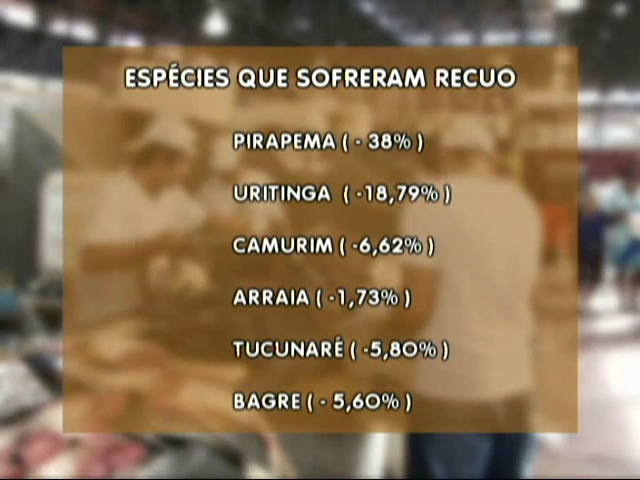 ESPÉCIES QUE SOFRERAM RECUO
PIRAPEMA ( - 38% )
URITINGA ( -18,79% )
CAMURIM ( -6,62% )
ARRAIA ( -1,73% )
TUCUNARÉ ( -5,80% )
BAGRE ( - 5,60% )